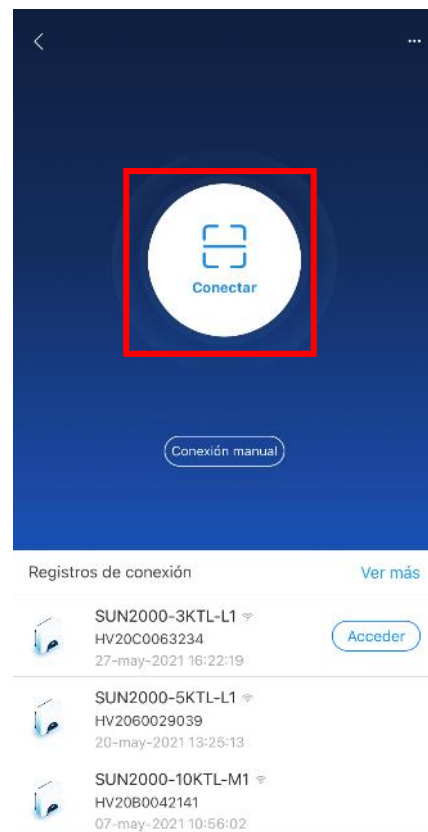 Conectar
Conexión manual
Registros de conexión
Ver más
SUN2000-3KTL-L1
HV20C0063234
Acceder
27-may-2021 16:22:19
SUN2000-5KTL-L1
HV2060029039
20-may-2021 13:25:13
SUN2000-10KTL-M1
HV20B0042141
07-may-2021 10:56:02